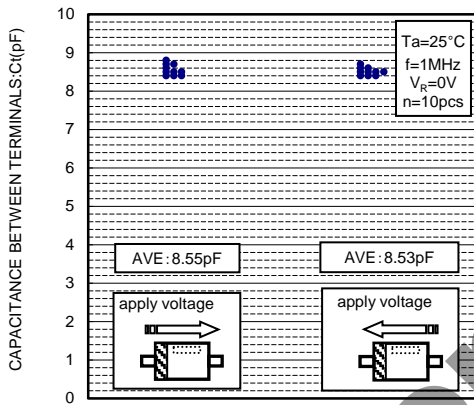 CAPACITANCE BETWEEN TERMINALS:Ct(pF)
10
9
8
7
6
5
4
3
2
1
0
Ta=25°C
f=1MHz
VR=0V
n=10pcs
AVE:8.55pF
AVE:8.53pF
apply voltage
apply voltage